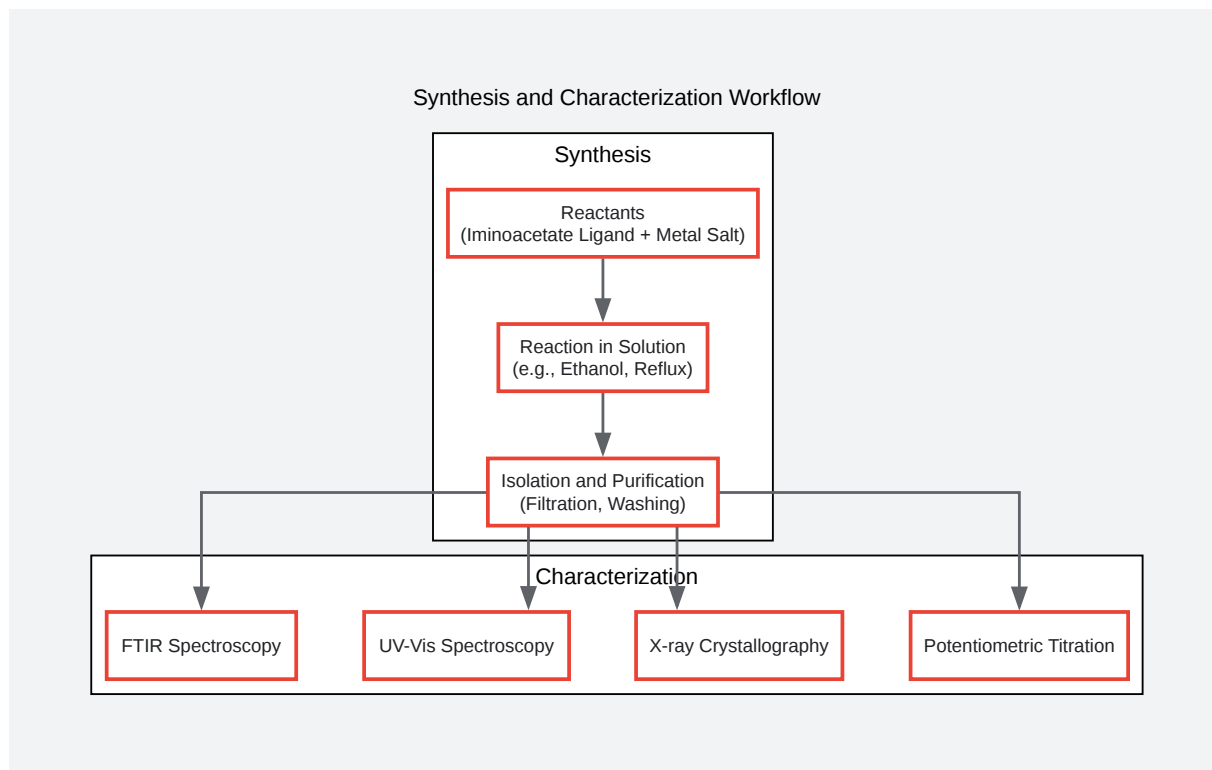 Synthesis and Characterization Workflow
Synthesis
Reactants
(Iminoacetate Ligand + Metal Salt)
Reaction in Solution
(e.g., Ethanol, Reflux)
Isolation and Purification
(Filtration, Washing)
Characterization
FTIR Spectroscopy
UV-Vis Spectroscopy
X-ray Crystallography
Potentiometric Titration